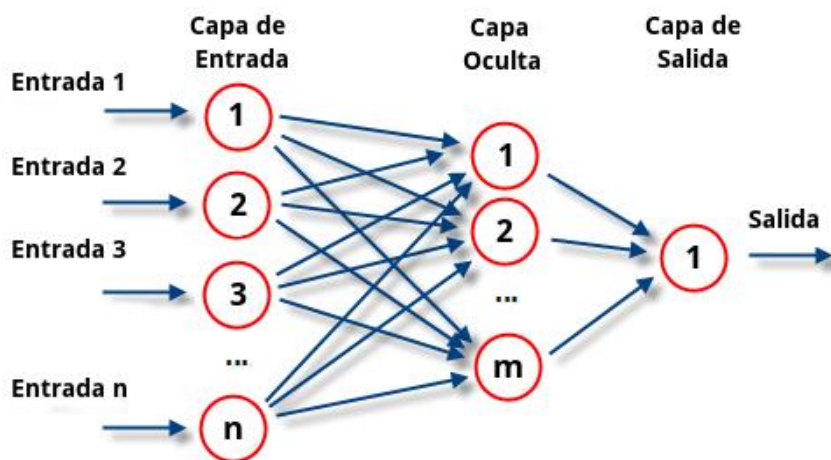 Capa de
Entrada
Capa
Oculta
Capa de
Salida
Entrada 1
1
1
Entrada 2
2
2
Salida
1
Entrada 3
3
...
...
m
Entrada n
n